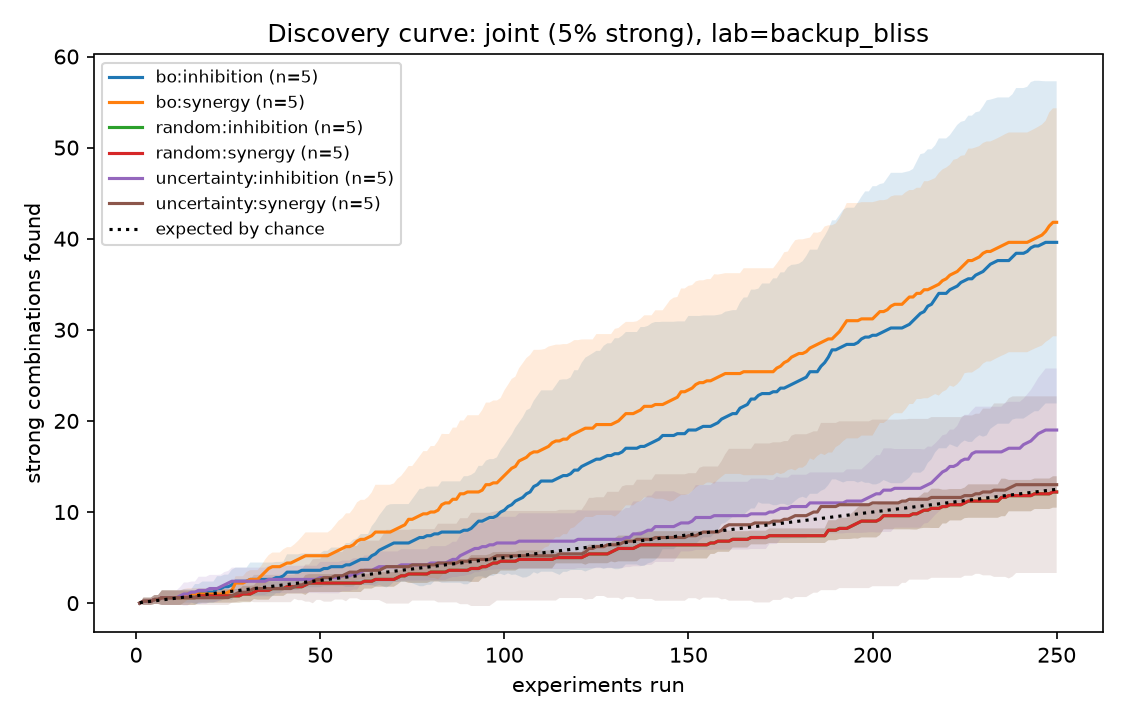 Discovery curve: joint (5% strong), lab=backup_bliss
60
50
40
30
20
10
0
strong combinations found
bo:inhibition (n=5)
bo:synergy (n=5)
random:inhibition (n=5)
random:synergy (n=5)
uncertainty:inhibition (n=5)
uncertainty:synergy (n=5)
expected by chance
0 50 100 150 200 250
experiments run